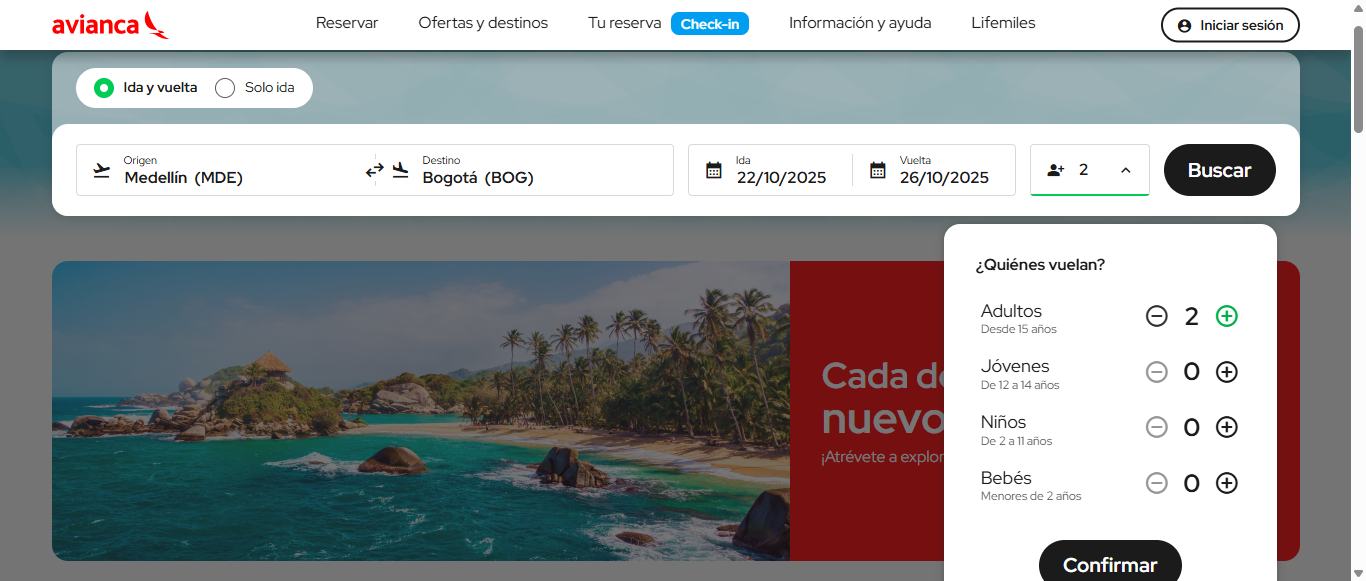 avianca
Reservar
Ofertas y destinos
Tu reserva
Check-in
Información y ayuda
Lifemiles
Iniciar sesión
Ida y vuelta
Solo ida
Origen
Medellín (MDE)
Destino
Bogotá (BOG)
Ida
22/10/2025
Vuelta
26/10/2025
2
Buscar
¿Quiénes vuelan?
Adultos
Desde 15 años
2
Jóvenes
De 12 a 14 años
0
Niños
De 2 a 11 años
0
Bebés
Menores de 2 años
0
Confirmar
Cada
nuevo
¡Atrévete a explor